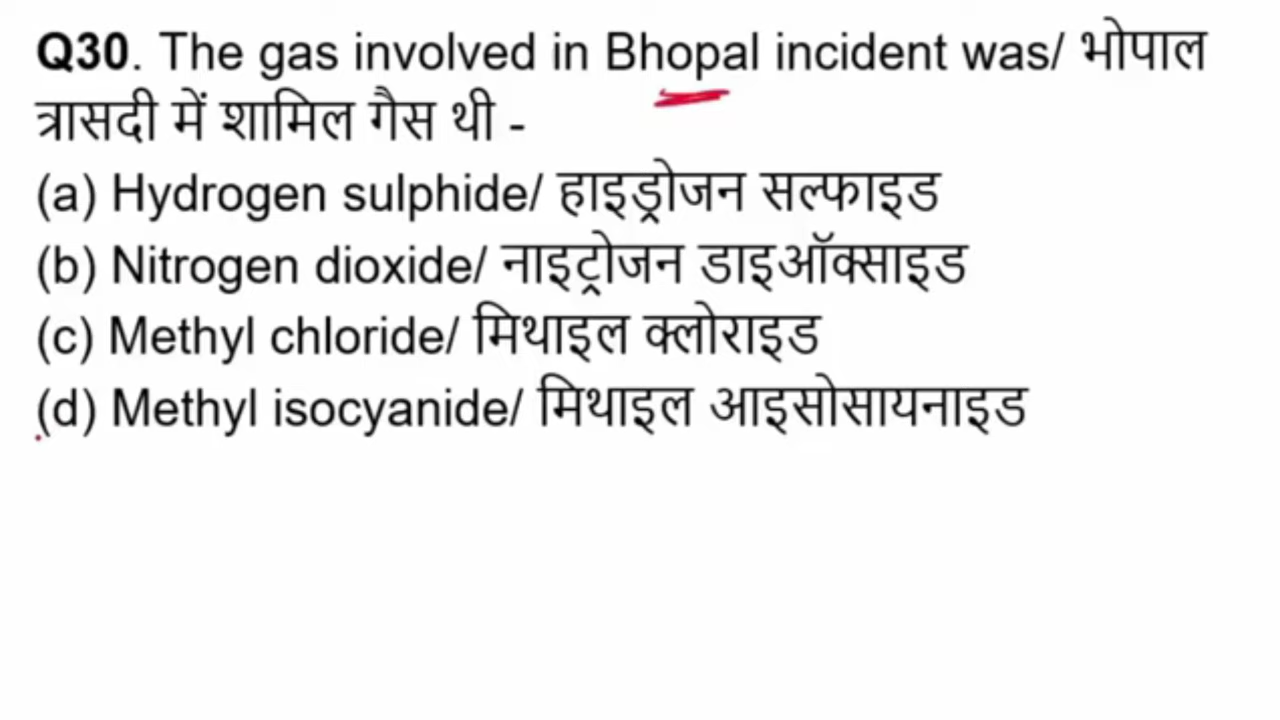 Q30. The gas involved in Bhopal incident was/ भोपाल
त्रासदी में शामिल गैस थी -
(a) Hydrogen sulphide/ हाइड्रोजन सल्फाइड
(b) Nitrogen dioxide/ नाइट्रोजन डाइऑक्साइड
(c) Methyl chloride/ मिथाइल क्लोराइड
(d) Methyl isocyanide/ मिथाइल आइसोसायनाइड